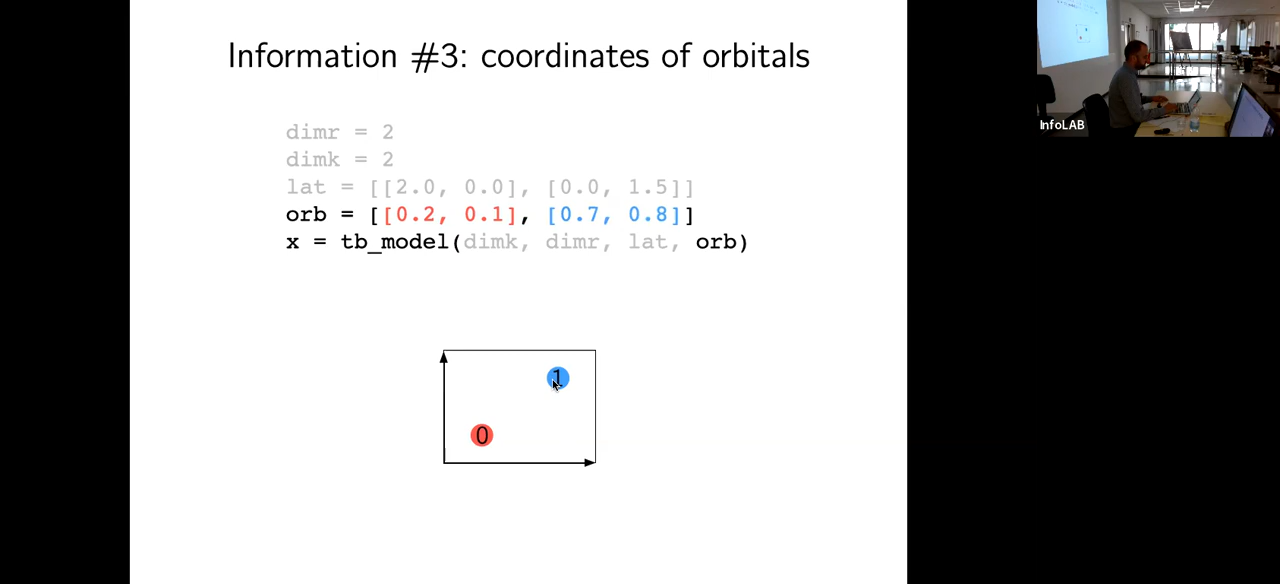 Information #3: coordinates of orbitals
dimr = 2
dimk = 2
lat = [[2.0, 0.0], [0.0, 1.5]]
orb = [[0.2, 0.1], [0.7, 0.8]]
x = tb_model(dimk, dimr, lat, orb)
1
0
InfoLAB